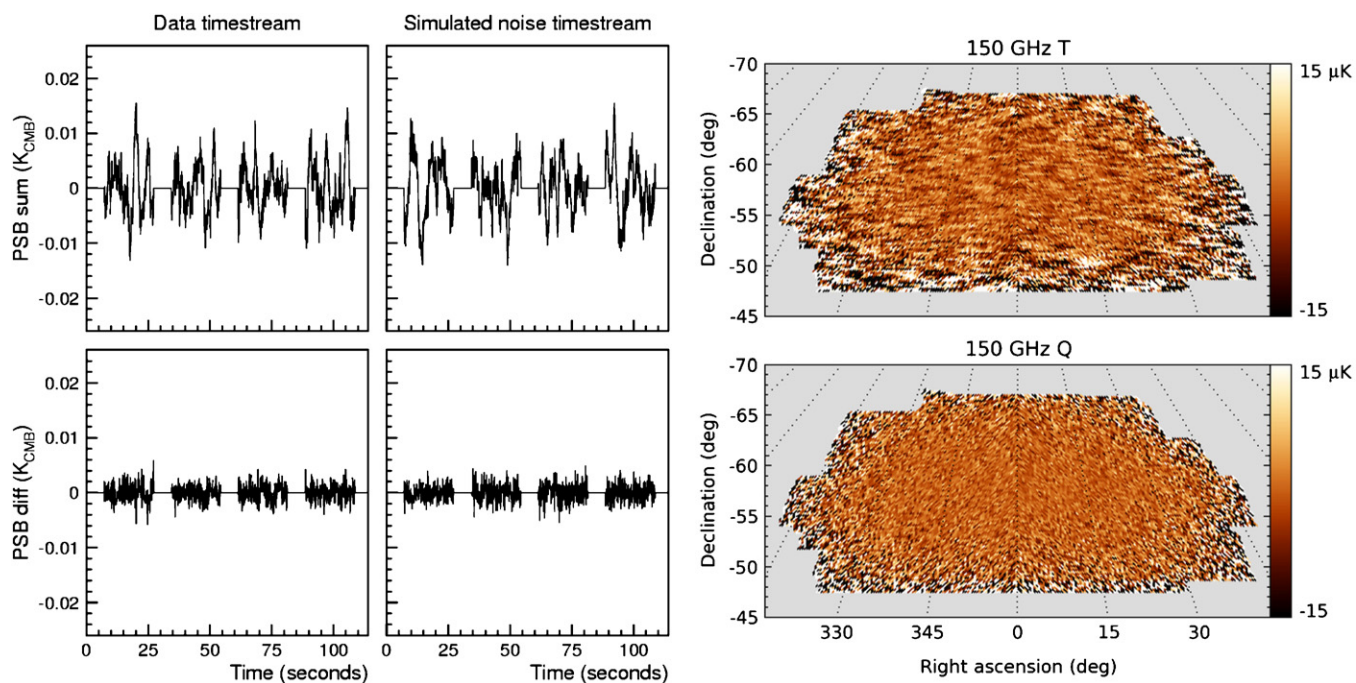 Data timestream
Simulated noise timestream
PSB sum (K_CMB)
0.02
0.01
0
-0.01
-0.02
PSB diff (K_CMB)
0.02
0.01
0
-0.01
-0.02
0 25 50 75 100
Time (seconds)
0 25 50 75 100
Time (seconds)
150 GHz T
Declination (deg)
-70
-65
-60
-55
-50
-45
15 μK
-15
150 GHz Q
Declination (deg)
-70
-65
-60
-55
-50
-45
15 μK
-15
330 345 0 15 30
Right ascension (deg)